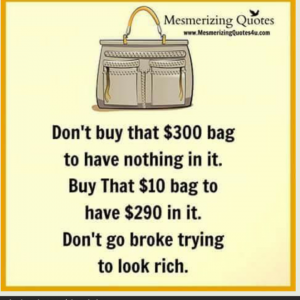 Mesmerizing Quotes
www.MesmerizingQuotes4u.com
Don't buy that $300 bag
to have nothing in it.
Buy That $10 bag to
have $290 in it.
Don't go broke trying
to look rich.